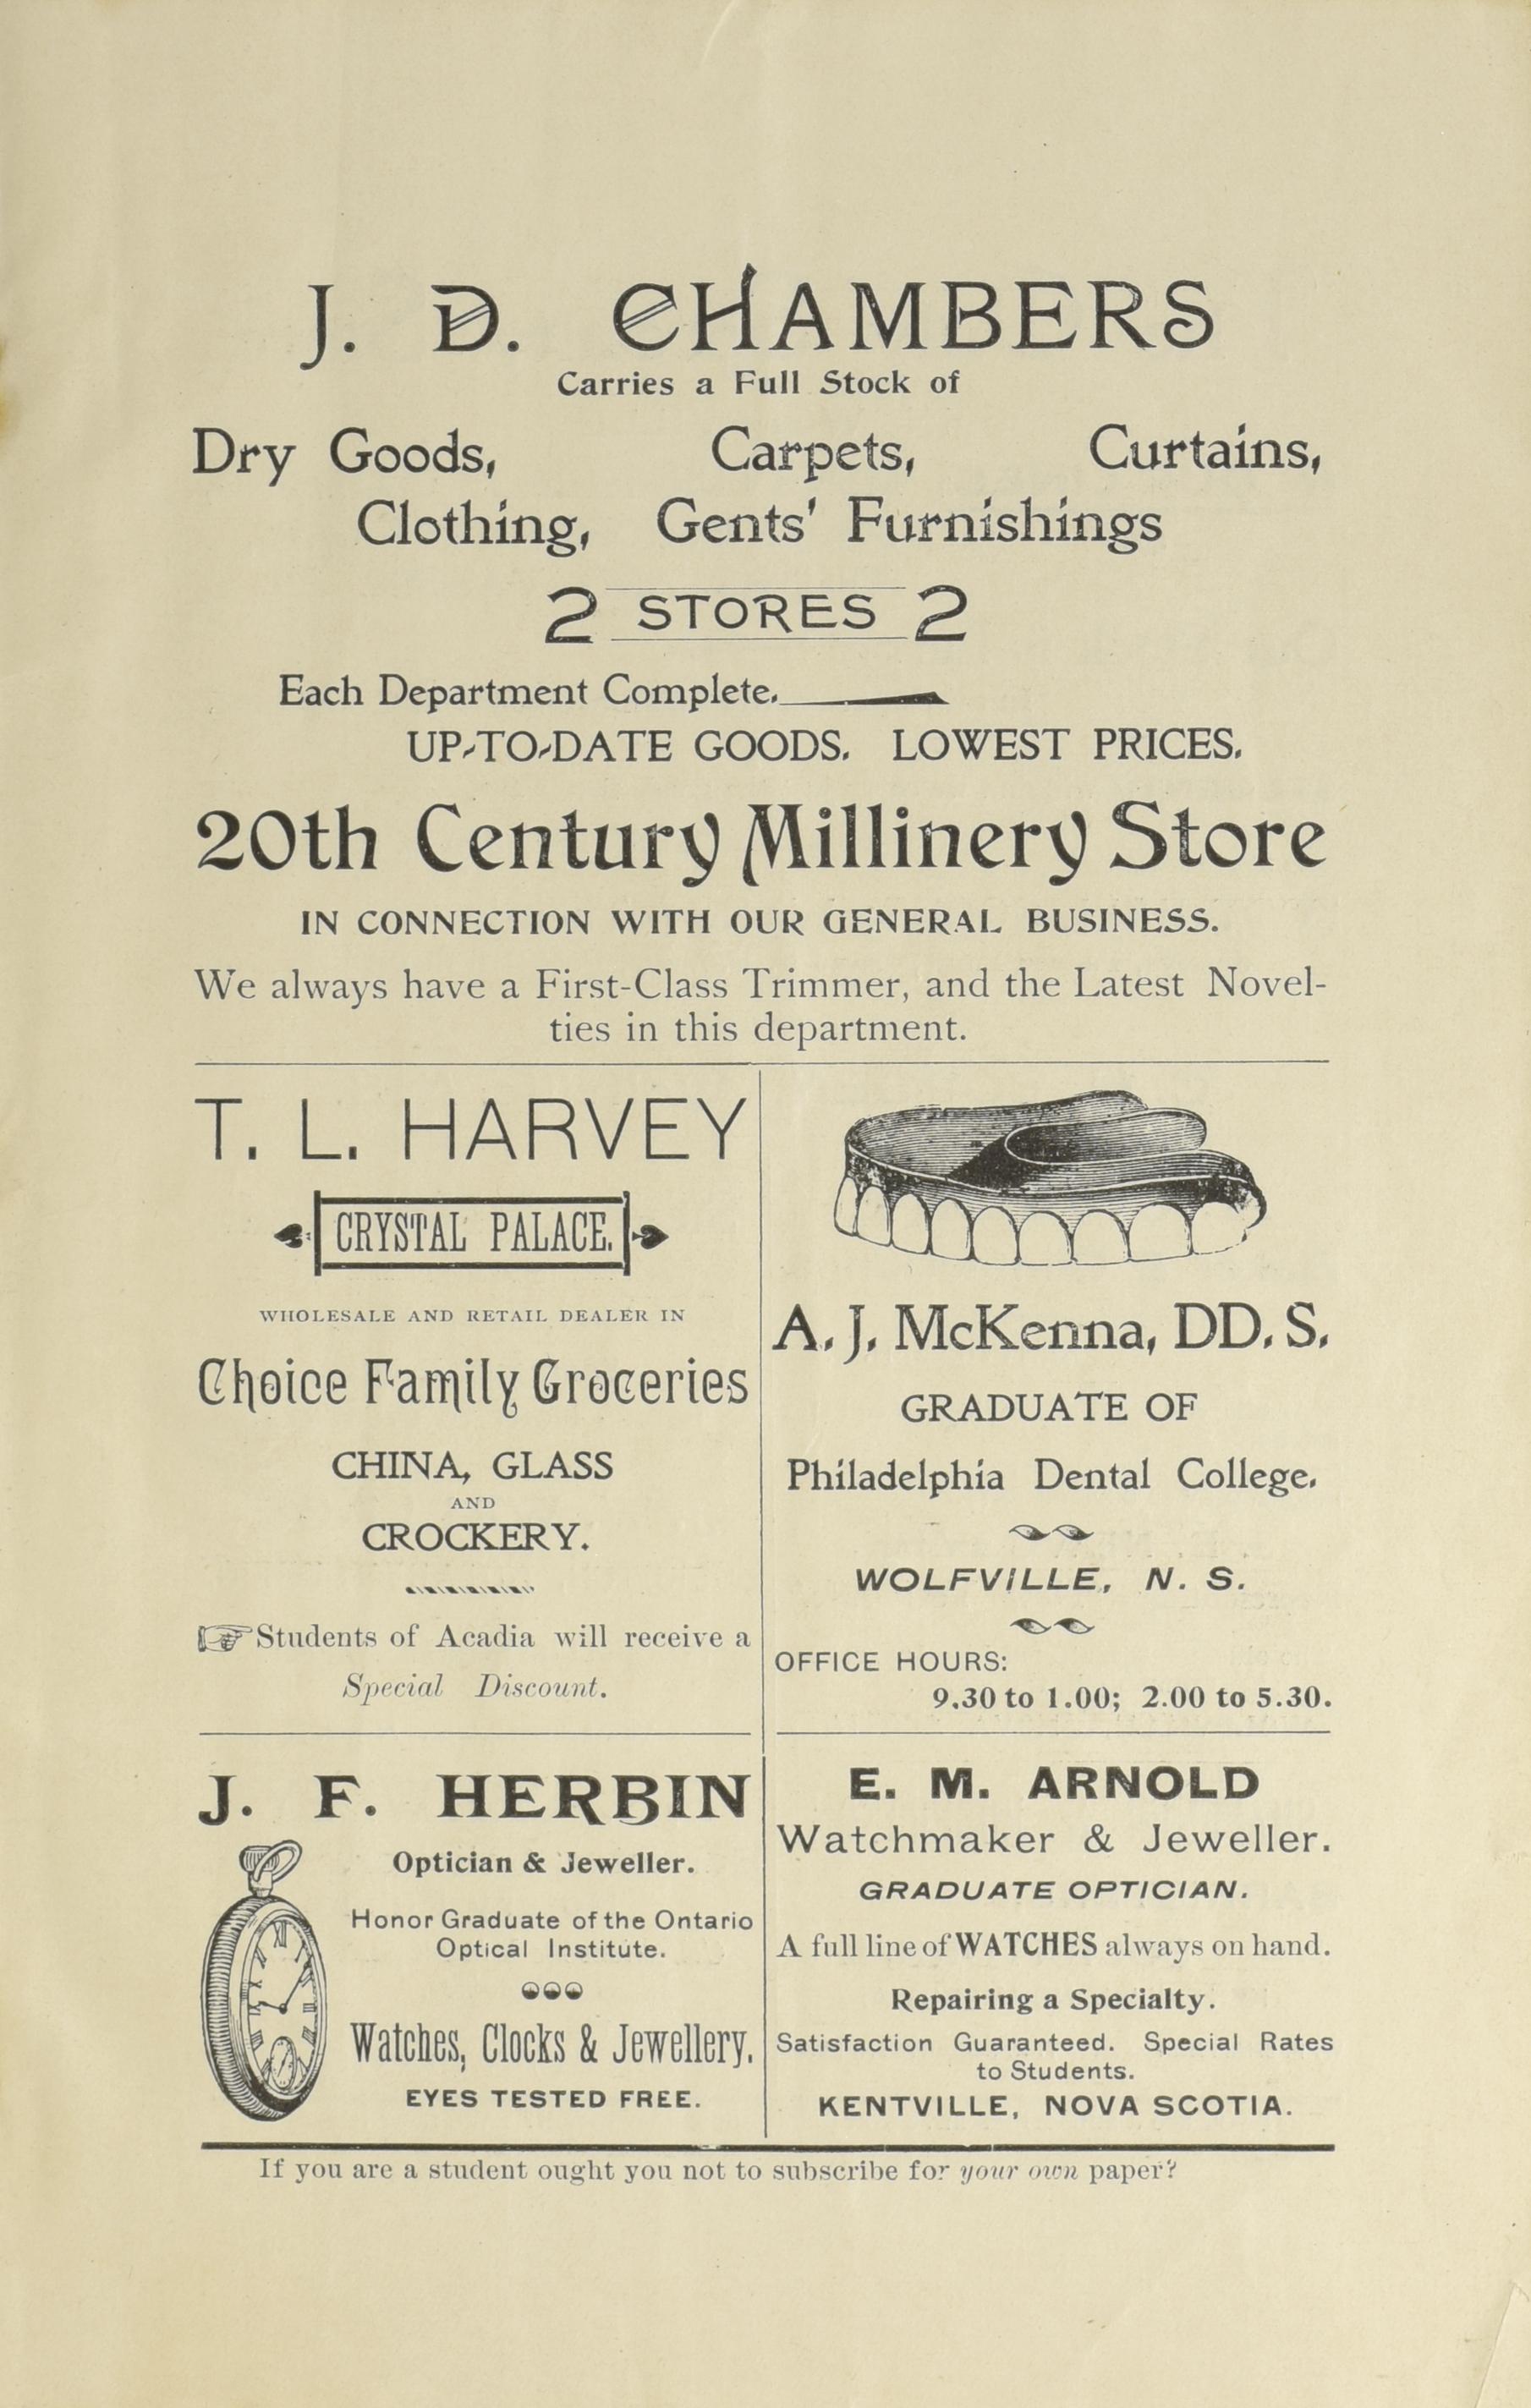 J. D. CHAMBERS
Carries a Full Stock of
Dry Goods, Carpets, Curtains,
Clothing, Gents' Furnishings
2 STORES 2
Each Department Complete.
UP-TO-DATE GOODS. LOWEST PRICES.
20th Century Millinery Store
IN CONNECTION WITH OUR GENERAL BUSINESS.
We always have a First-Class Trimmer, and the Latest Novel-
ties in this department.
T. L. HARVEY
CRYSTAL PALACE.
WHOLESALE AND RETAIL DEALER IN
Choice Family Groceries
CHINA, GLASS
AND
CROCKERY.
☞ Students of Acadia will receive a
Special Discount.
A. J. McKenna, DD. S.
GRADUATE OF
Philadelphia Dental College.
WOLFVILLE, N. S.
OFFICE HOURS:
9.30 to 1.00; 2.00 to 5.30.
J. F. HERBIN
Optician & Jeweller.
Honor Graduate of the Ontario
Optical Institute.
Watches, Clocks & Jewellery.
EYES TESTED FREE.
E. M. ARNOLD
Watchmaker & Jeweller.
GRADUATE OPTICIAN.
A full line of WATCHES always on hand.
Repairing a Specialty.
Satisfaction Guaranteed. Special Rates
to Students.
KENTVILLE, NOVA SCOTIA.
If you are a student ought you not to subscribe for your own paper?